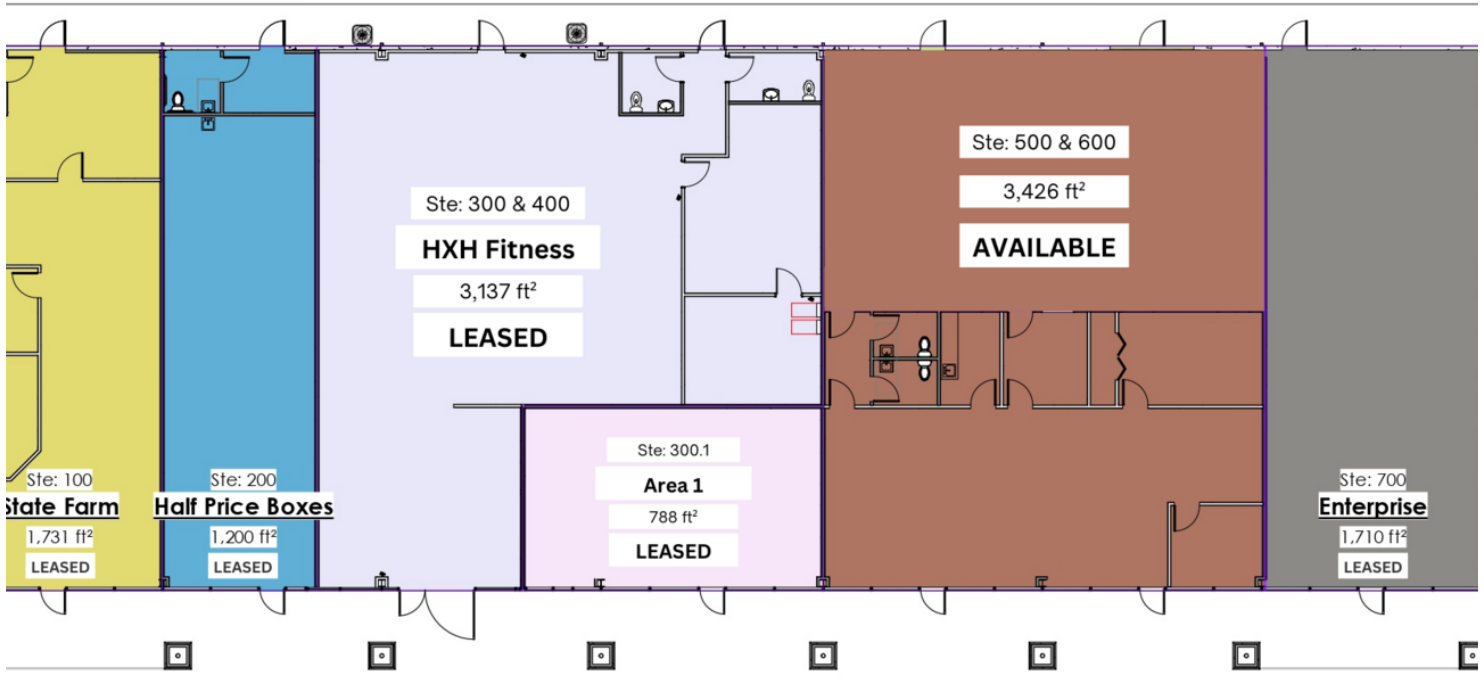 Ste: 100
State Farm
1,731 ft²
LEASED
Ste: 200
Half Price Boxes
1,200 ft²
LEASED
Ste: 300 & 400
HXH Fitness
3,137 ft²
LEASED
Ste: 300.1
Area 1
788 ft²
LEASED
Ste: 500 & 600
3,426 ft²
AVAILABLE
Ste: 700
Enterprise
1,710 ft²
LEASED